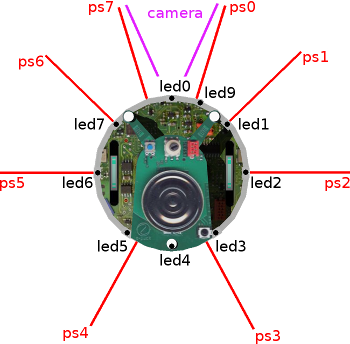 ps7
camera
ps0
ps6
ps1
led0
led9
led7
led1
led6
led2
ps5
ps2
led5
led3
led4
ps4
ps3